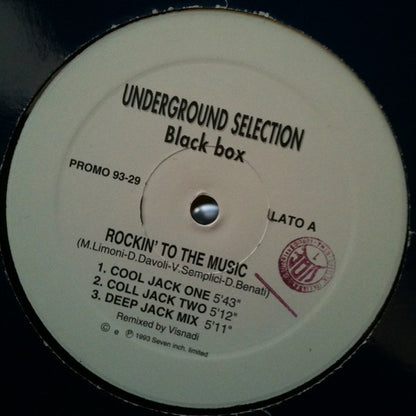 UNDERGROUND SELECTION
Black box
PROMO 93-29
LATO A
ROCKIN' TO THE MUSIC
(M.Limoni-D.Davoli-V.Semplici-D.Benati)
1. COOL JACK ONE 5'43"
2. COLL JACK TWO 5'12"
3. DEEP JACK MIX 5'11"
Remixed by Visnadi
© e ℗ 1993 Seven inch. limited